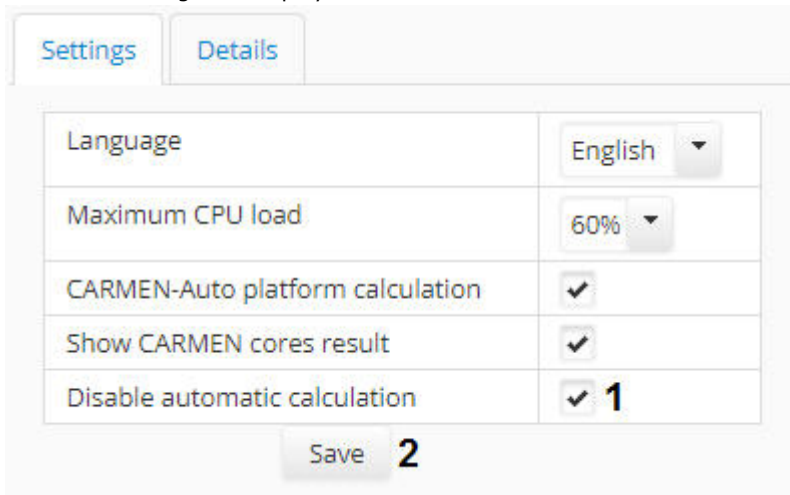 Settings Details
Language English
Maximum CPU load 60%
CARMEN-Auto platform calculation
Show CARMEN cores result
Disable automatic calculation 1
Save 2